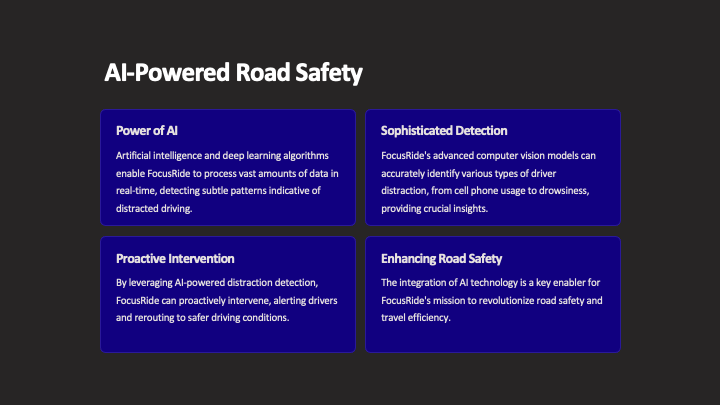 AI-Powered Road Safety
Power of AI
Artificial intelligence and deep learning algorithms
enable FocusRide to process vast amounts of data in
real-time, detecting subtle patterns indicative of
distracted driving.
Sophisticated Detection
FocusRide's advanced computer vision models can
accurately identify various types of driver
distraction, from cell phone usage to drowsiness,
providing crucial insights.
Proactive Intervention
By leveraging AI-powered distraction detection,
FocusRide can proactively intervene, alerting drivers
and rerouting to safer driving conditions.
Enhancing Road Safety
The integration of AI technology is a key enabler for
FocusRide's mission to revolutionize road safety and
travel efficiency.